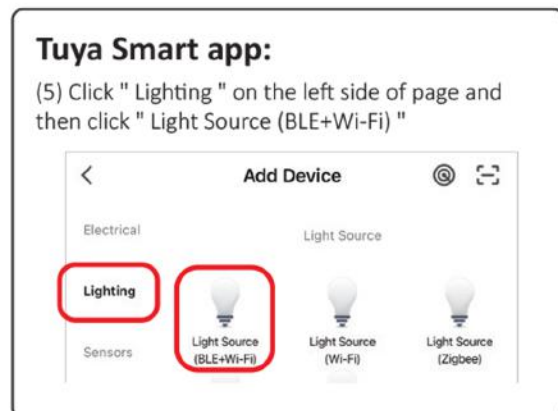 Tuya Smart app:
(5) Click " Lighting " on the left side of page and
then click " Light Source (BLE+Wi-Fi) "
Add Device
Electrical
Light Source
Lighting
Light Source
(BLE+Wi-Fi)
Light Source
(Wi-Fi)
Light Source
(Zigbee)
Sensors